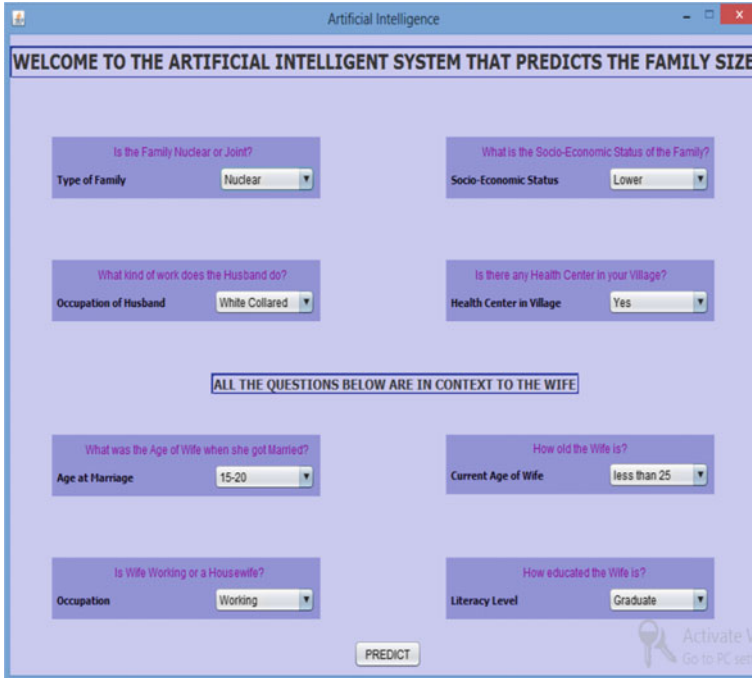 Artificial Intelligence
WELCOME TO THE ARTIFICIAL INTELLIGENT SYSTEM THAT PREDICTS THE FAMILY SIZE
Is the Family Nuclear or Joint?
Type of Family Nuclear
What is the Socio-Economic Status of the Family?
Socio-Economic Status Lower
What kind of work does the Husband do?
Occupation of Husband White Collared
Is there any Health Center in your Village?
Health Center in Village Yes
ALL THE QUESTIONS BELOW ARE IN CONTEXT TO THE WIFE
What was the Age of Wife when she got Married?
Age at Marriage 15-20
How old the Wife is?
Current Age of Wife less than 25
Is Wife Working or a Housewife?
Occupation Working
How educated the Wife is?
Literacy Level Graduate
PREDICT
Activate
Go to PC